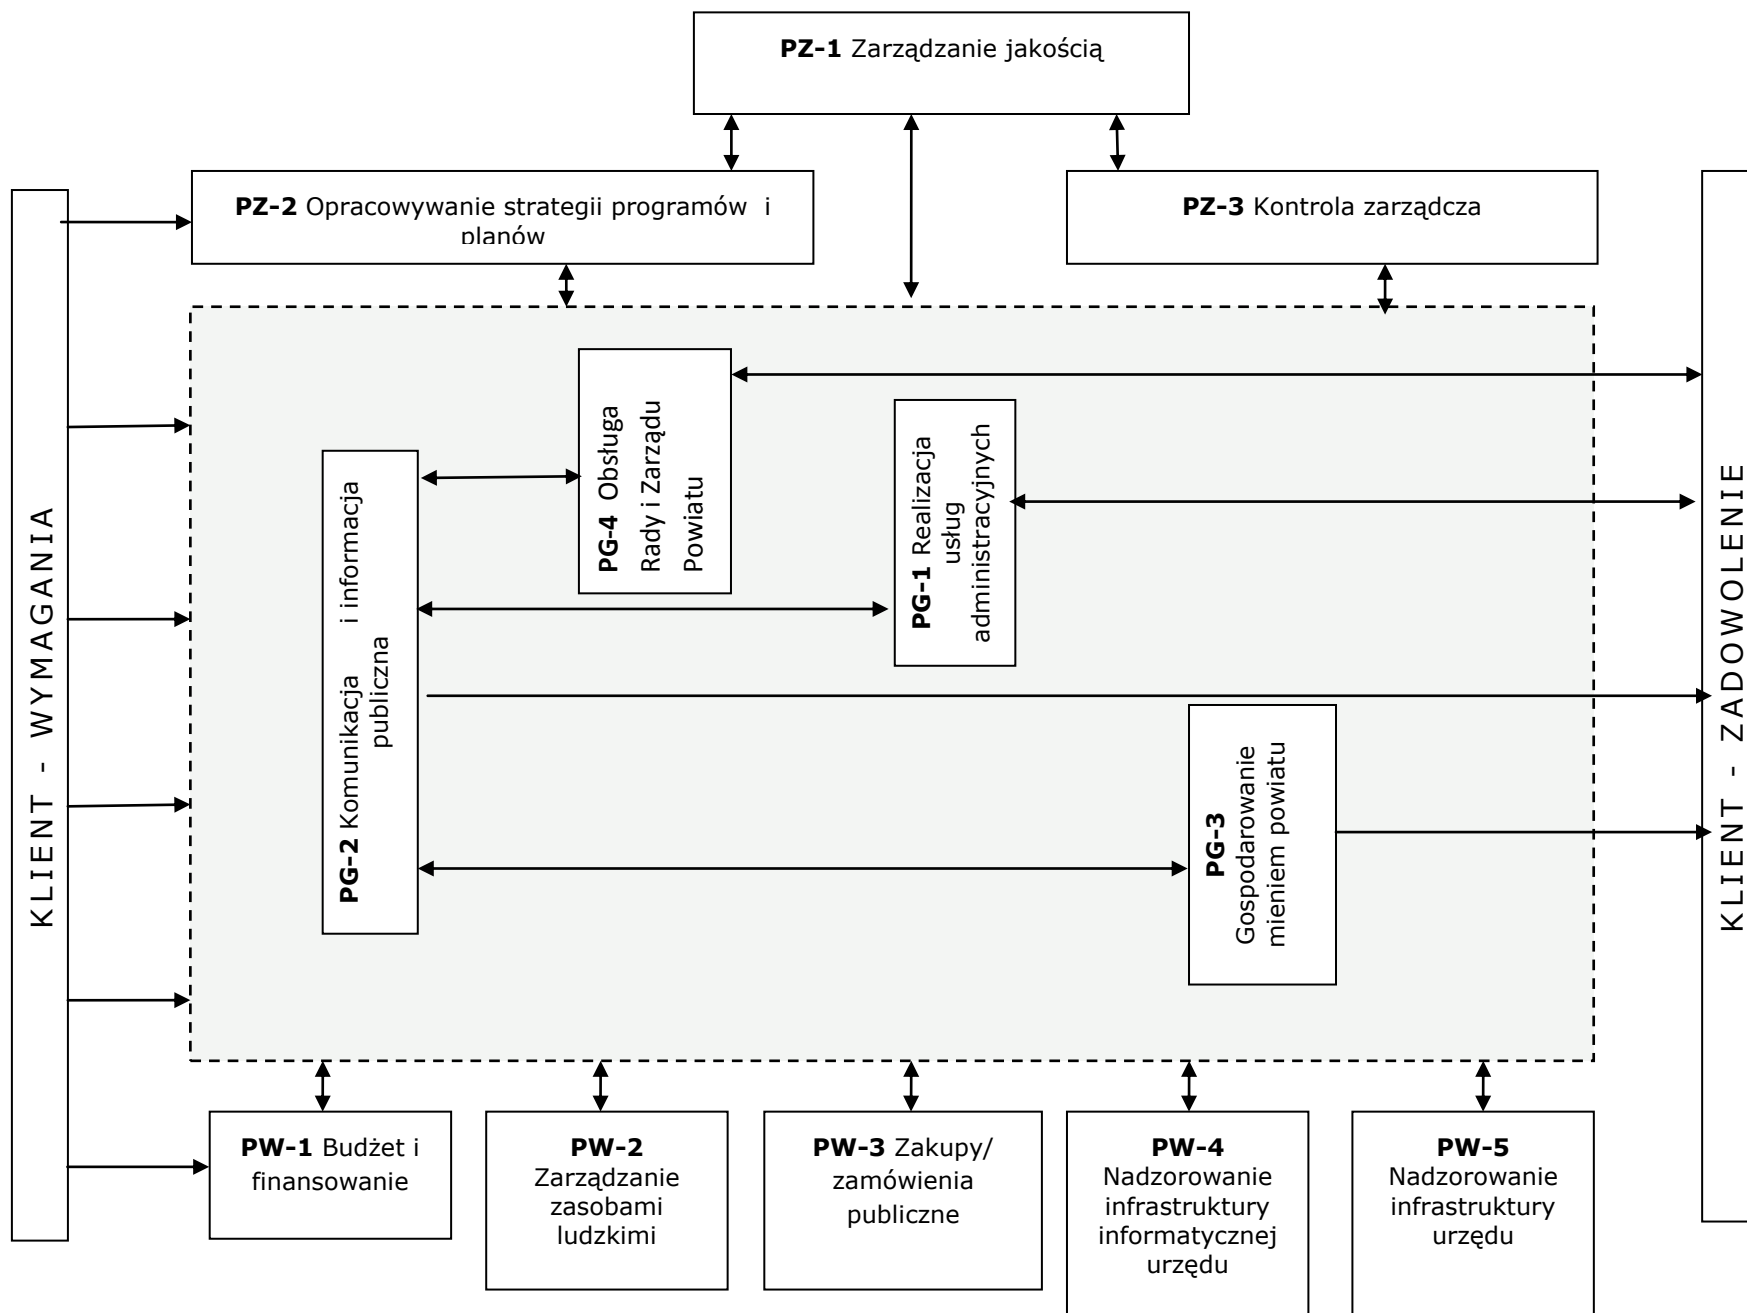 PZ-1 Zarządzanie jakością
PZ-2 Opracowywanie strategii programów i
planów
PZ-3 Kontrola zarządcza
KLIENT - WYMAGANIA
PG-4 Obsługa
Rady i Zarządu
Powiatu
PG-1 Realizacja
usług
administracyjnych
PG-2 Komunikacja i informacja
publiczna
PG-3
Gospodarowanie
mieniem powiatu
KLIENT - ZADOWOLENIE
PW-1 Budżet i
finansowanie
PW-2
Zarządzanie
zasobami
ludzkimi
PW-3 Zakupy/
zamówienia
publiczne
PW-4
Nadzorowanie
infrastruktury
informatycznej
urzędu
PW-5
Nadzorowanie
infrastruktury
urzędu